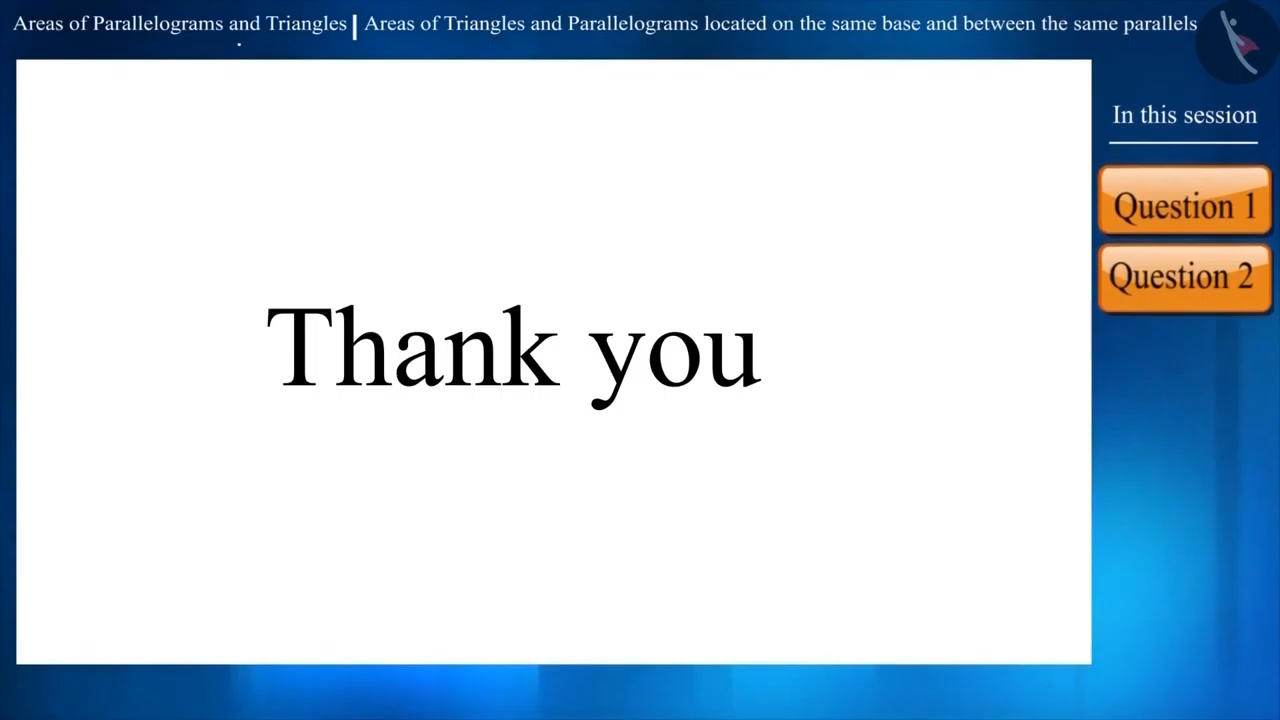 Areas of Parallelograms and Triangles | Areas of Triangles and Parallelograms located on the same base and between the same parallels
In this session
Question 1
Question 2
Thank you